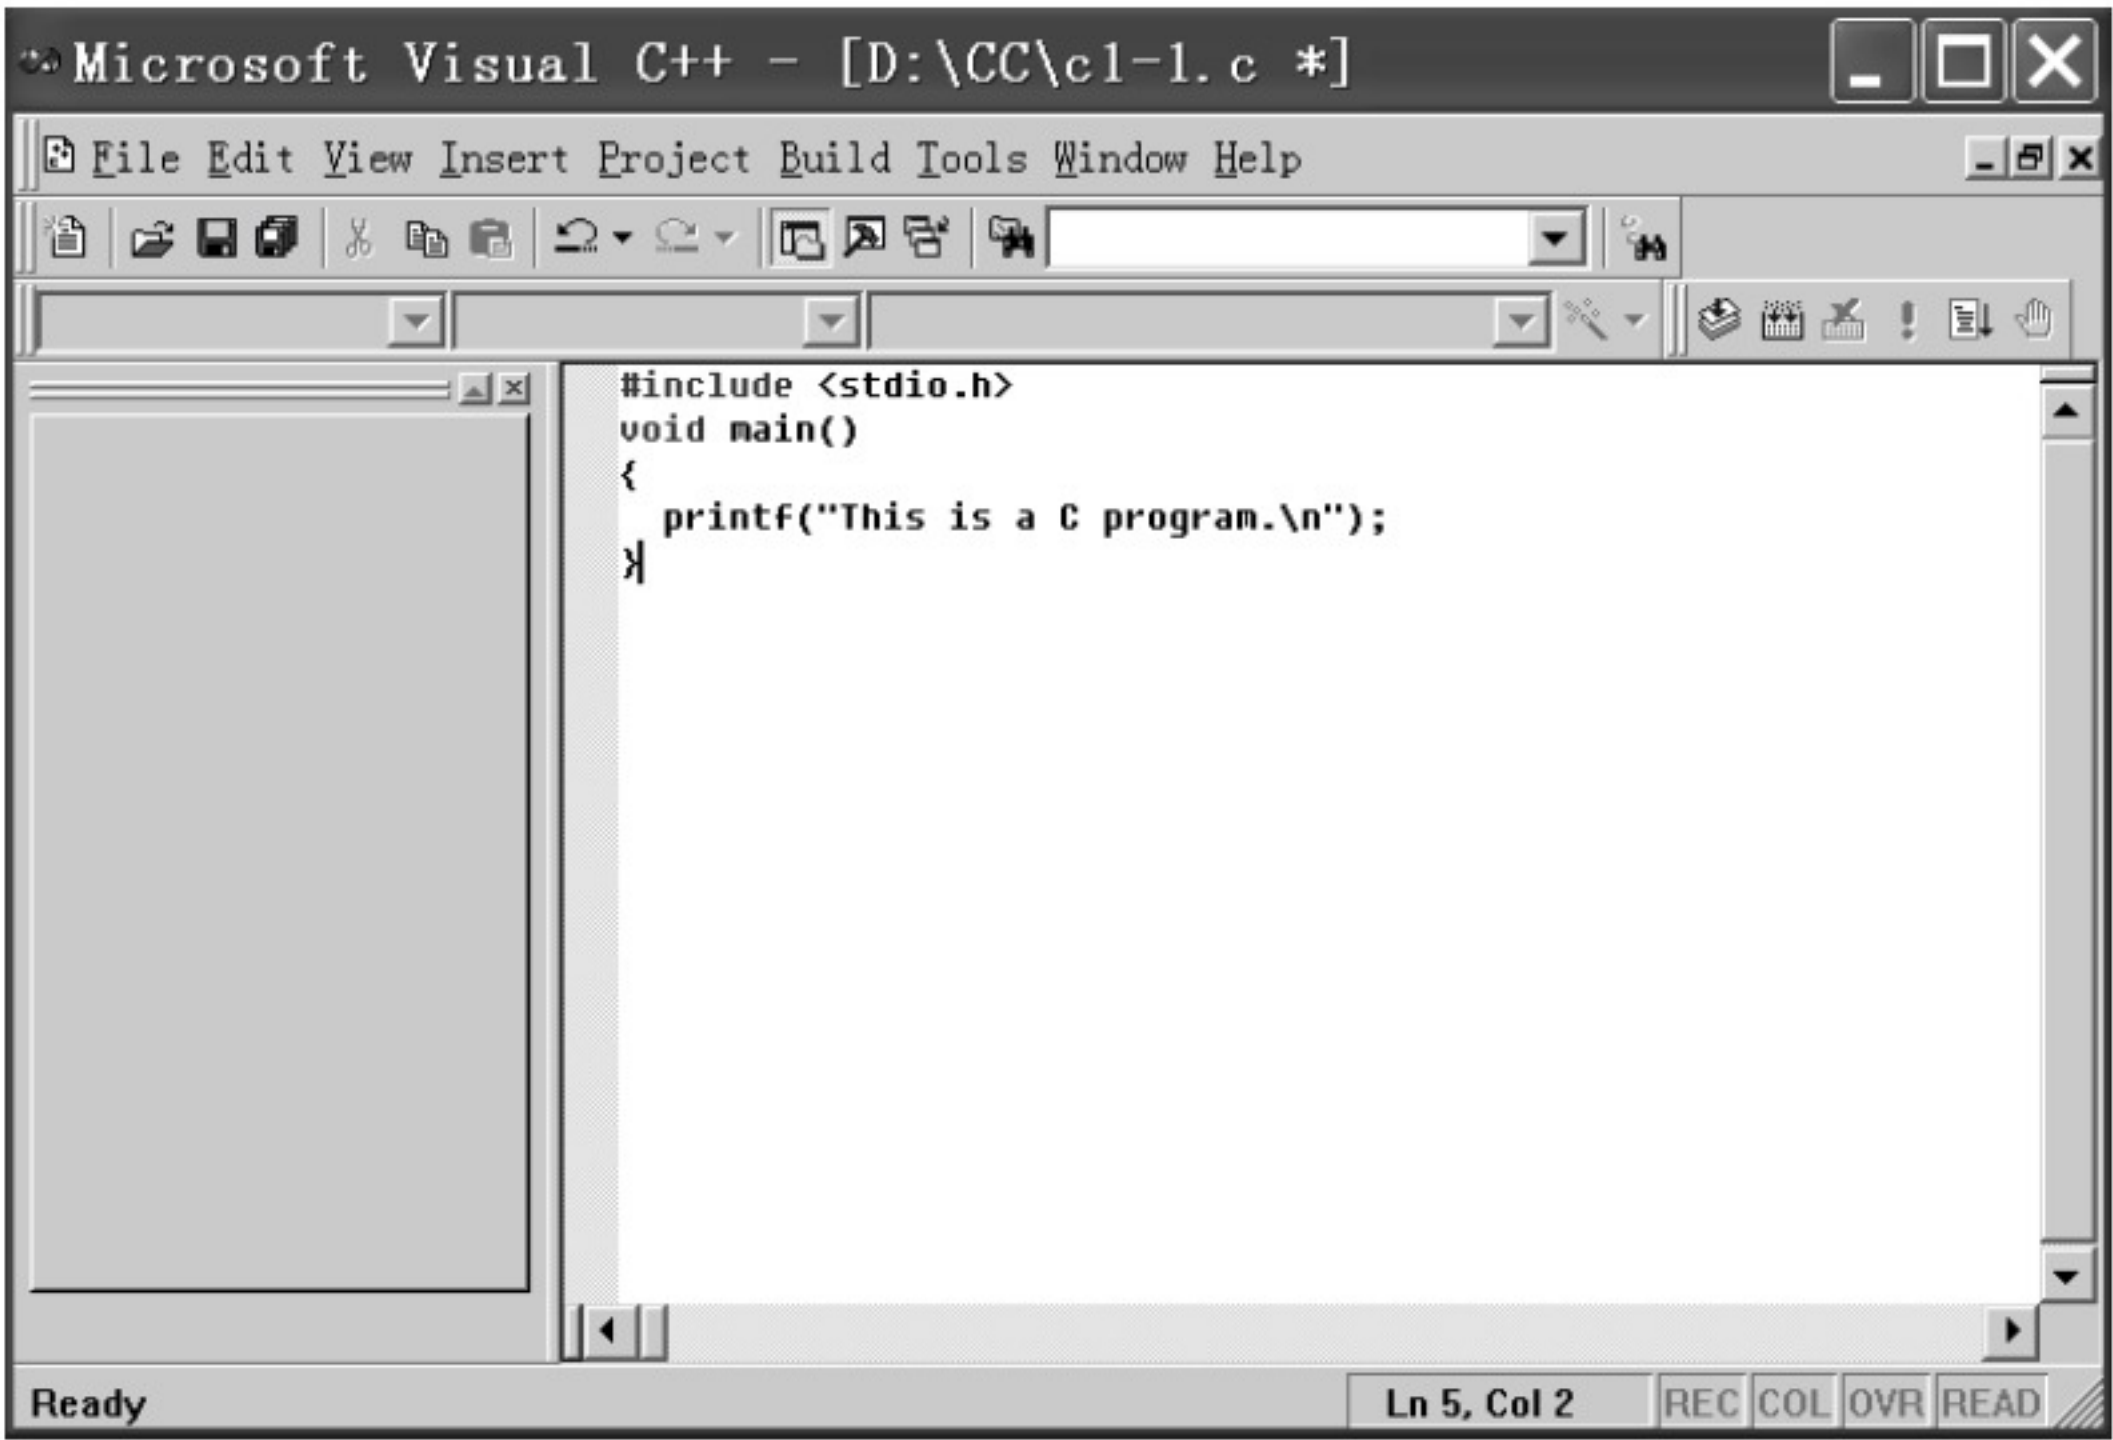 Microsoft Visual C++ - [D:\CC\c1-1.c *]
File Edit View Insert Project Build Tools Window Help
#include <stdio.h>
void main()
{
  printf("This is a C program.\n");
}
Ready
Ln 5, Col 2
REC COL OVR READ